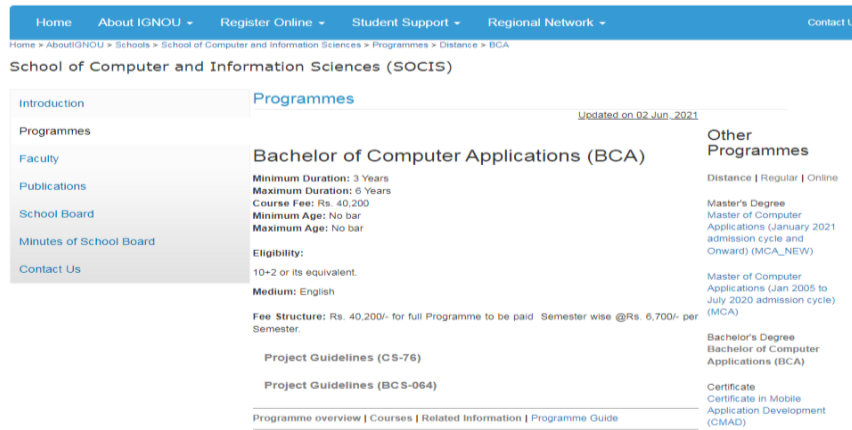 Home About IGNOU Register Online Student Support Regional Network Contact U
Home > AboutIGNOU > Schools > School of Computer and Information Sciences > Programmes > Distance > BCA
School of Computer and Information Sciences (SOCIS)
Introduction
Programmes
Faculty
Publications
School Board
Minutes of School Board
Contact Us
Programmes
Updated on 02 Jun, 2021
Bachelor of Computer Applications (BCA)
Minimum Duration: 3 Years
Maximum Duration: 6 Years
Course Fee: Rs. 40,200
Minimum Age: No bar
Maximum Age: No bar
Eligibility:
10+2 or its equivalent.
Medium: English
Fee Structure: Rs. 40,200/- for full Programme to be paid Semester wise @Rs. 6,700/- per
Semester.
Project Guidelines (CS-76)
Project Guidelines (BCS-064)
Programme overview | Courses | Related Information | Programme Guide
Other
Programmes
Distance | Regular | Online
Master's Degree
Master of Computer
Applications (January 2021
admission cycle and
Onward) (MCA_NEW)
Master of Computer
Applications (Jan 2005 to
July 2020 admission cycle)
(MCA)
Bachelor's Degree
Bachelor of Computer
Applications (BCA)
Certificate
Certificate in Mobile
Application Development
(CMAD)